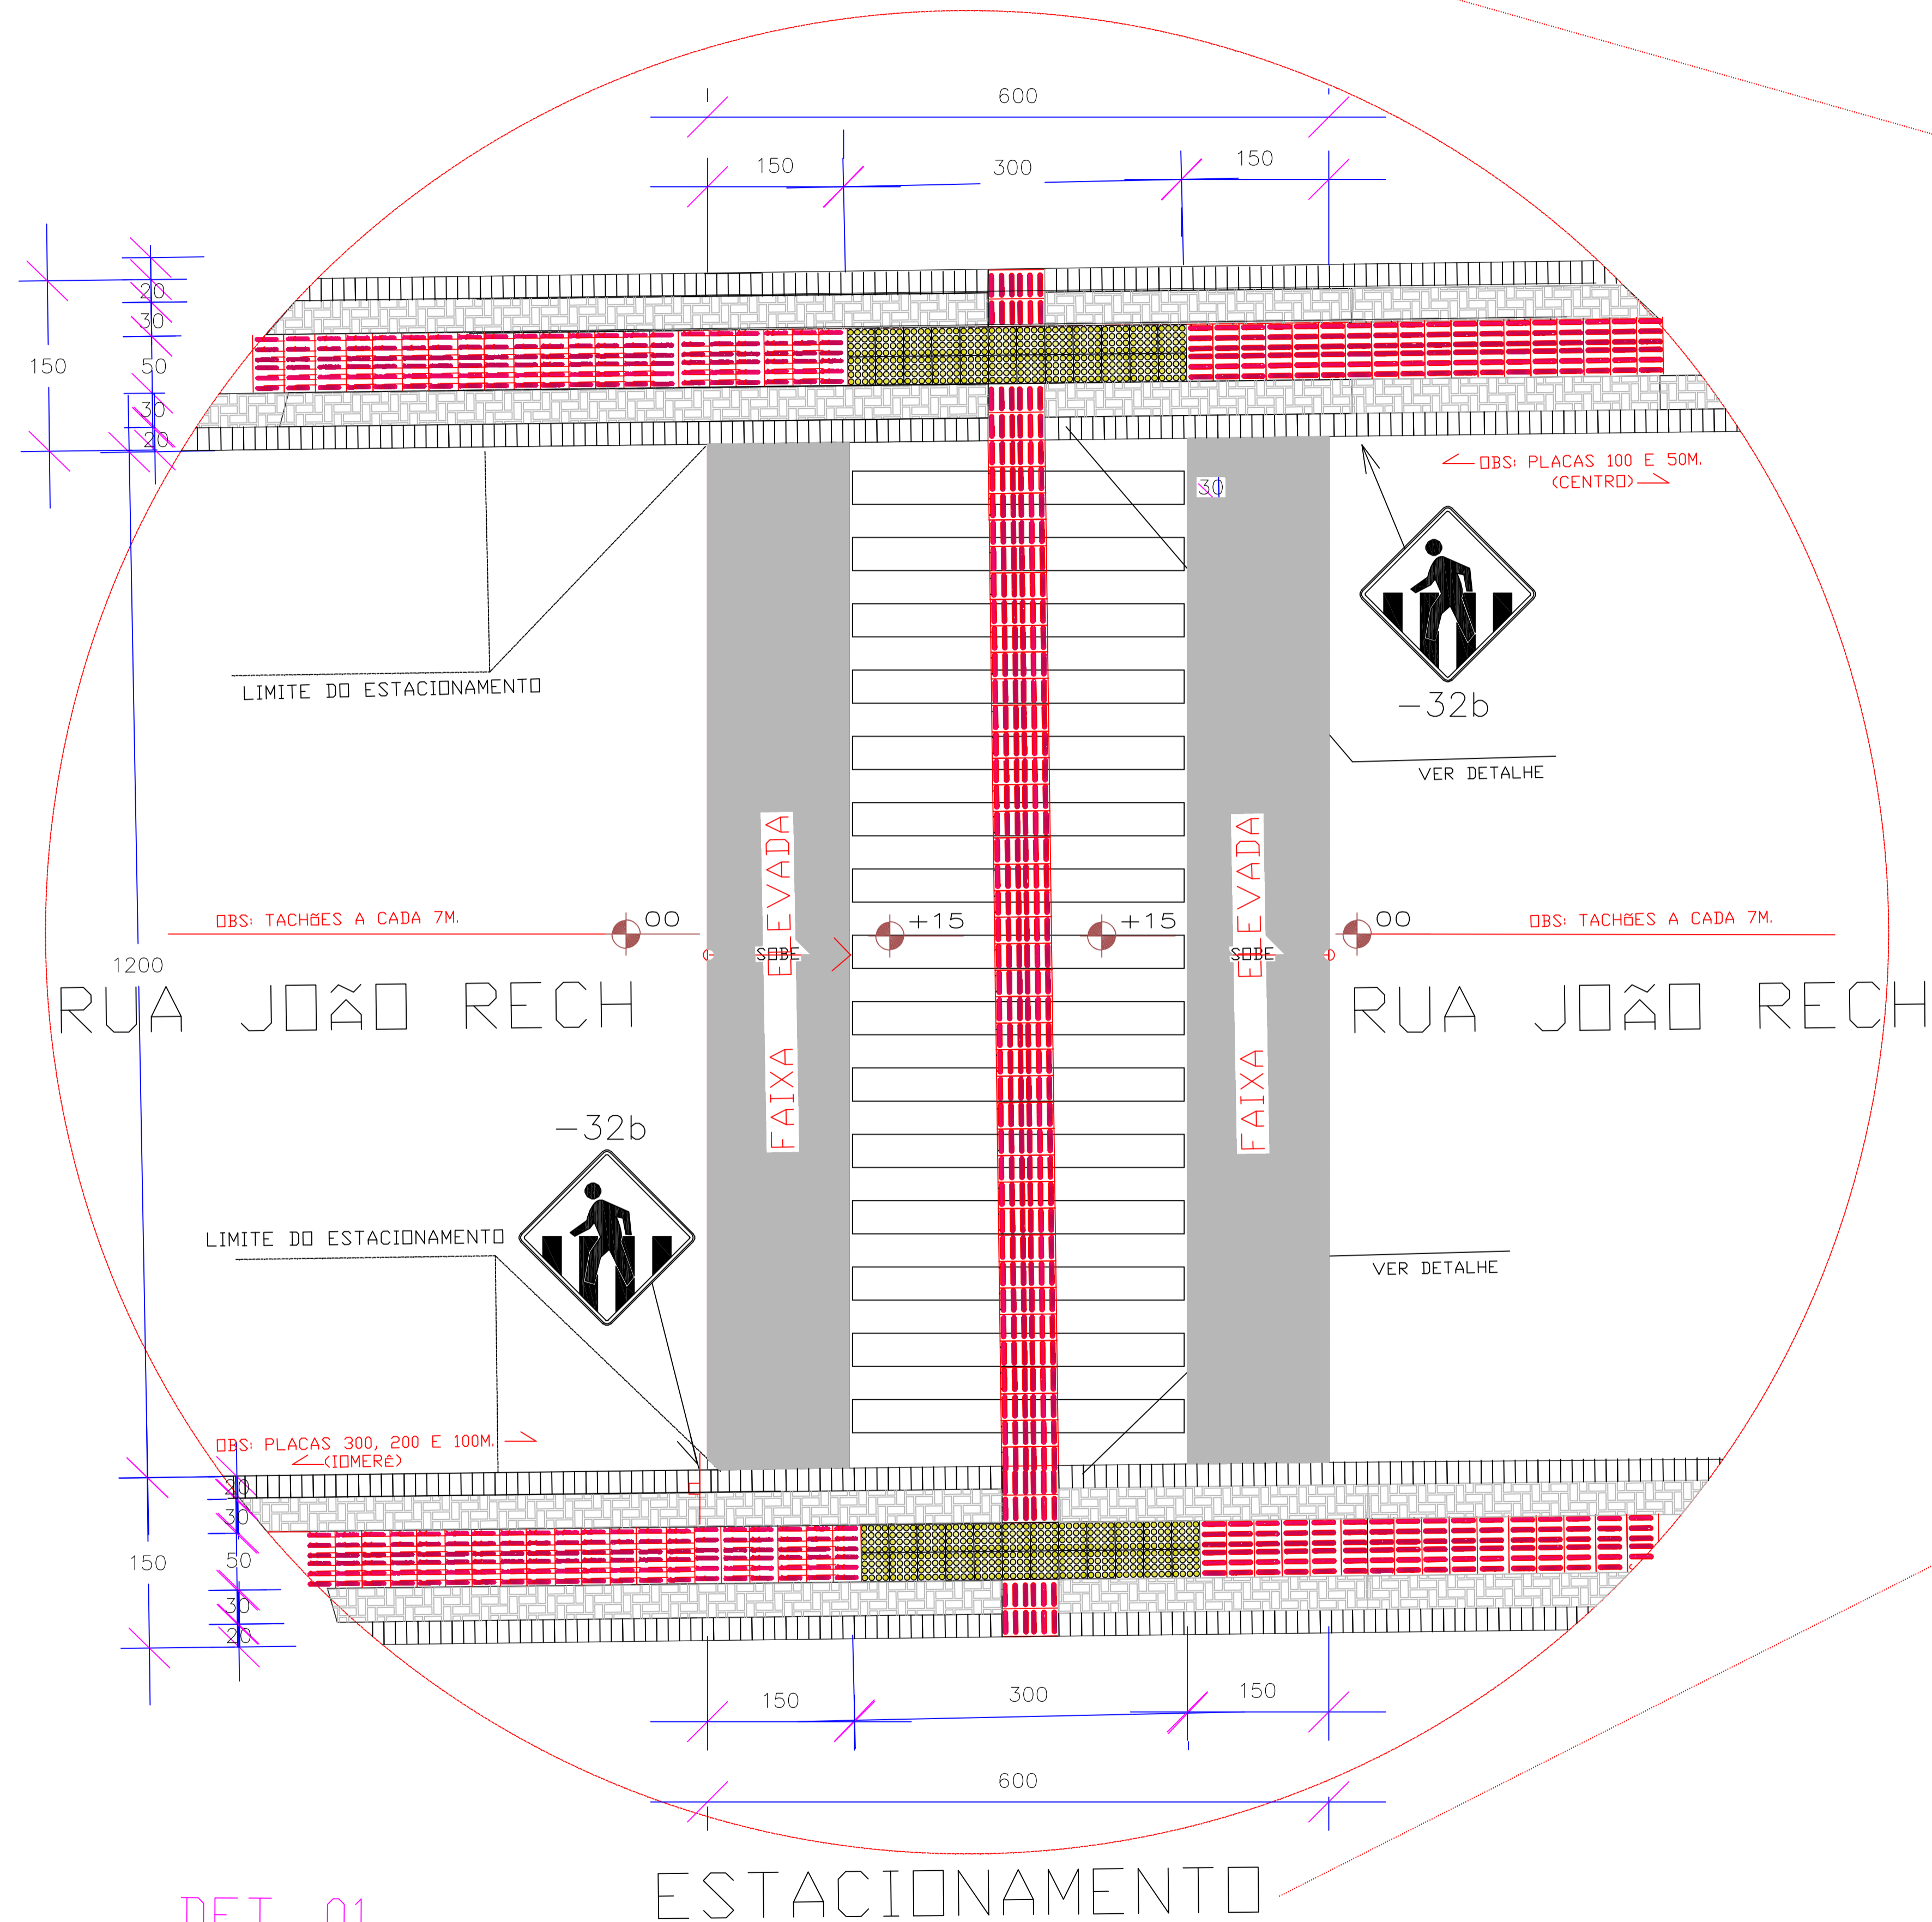 600
150
300
150
20
30
150
50
30
20
OBS: PLACAS 100 E 50M.
(CENTRO)
30
LIMITE DO ESTACIONAMENTO
-32b
VER DETALHE
FAIXA ELEVADA
FAIXA ELEVADA
OBS: TACHÕES A CADA 7M.
00
+15
+15
00
OBS: TACHÕES A CADA 7M.
SOBE
SOBE
1200
RUA JOÃO RECH
RUA JOÃO RECH
-32b
LIMITE DO ESTACIONAMENTO
VER DETALHE
OBS: PLACAS 300, 200 E 100M.
(IOMERÊ)
20
30
150
50
30
20
150
300
150
600
ESTACIONAMENTO
DET 01